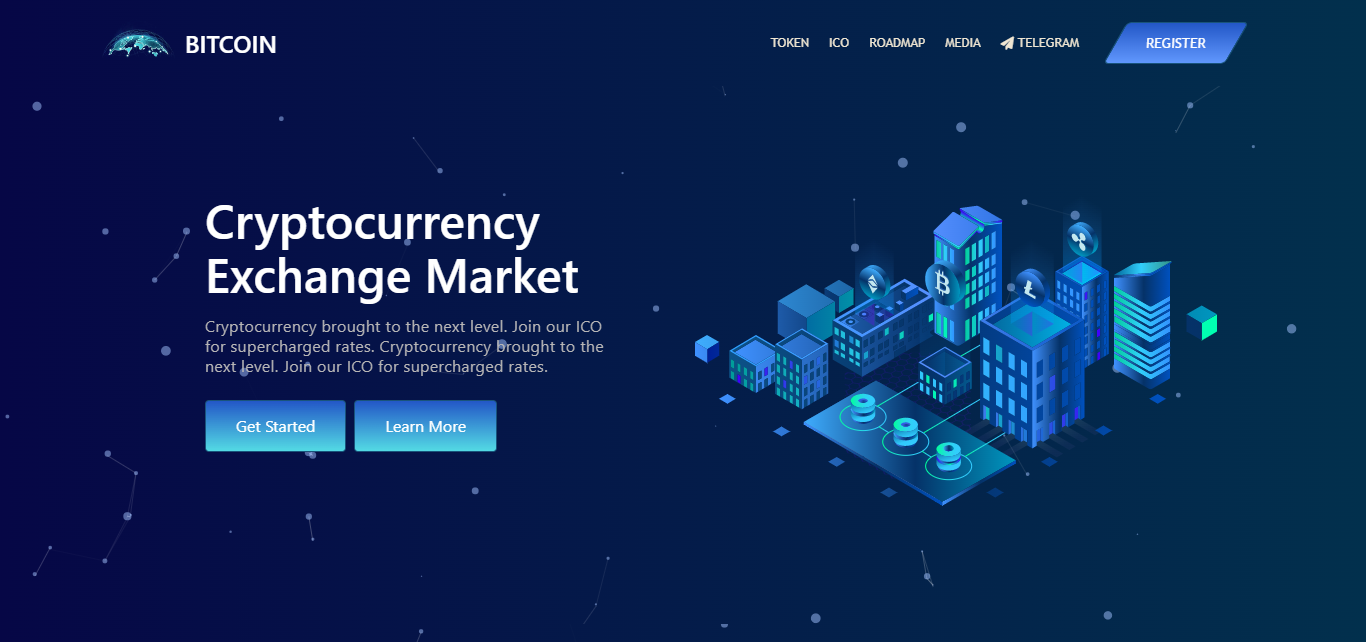 BITCOIN
TOKEN ICO ROADMAP MEDIA TELEGRAM REGISTER
Cryptocurrency
Exchange Market
Cryptocurrency brought to the next level. Join our ICO
for supercharged rates. Cryptocurrency brought to the
next level. Join our ICO for supercharged rates.
Get Started Learn More